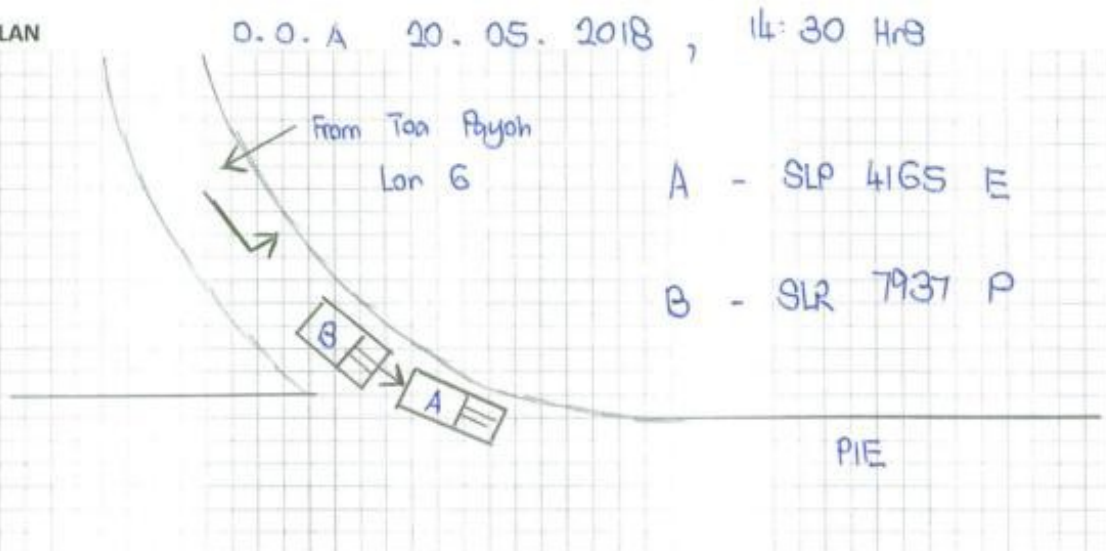 LAN
D.O.A 20.05.2018, 14:30 Hrs
From Toa Payoh
Lor 6
A - SLP 4165 E
B - SLR 7937 P
B
A
PIE